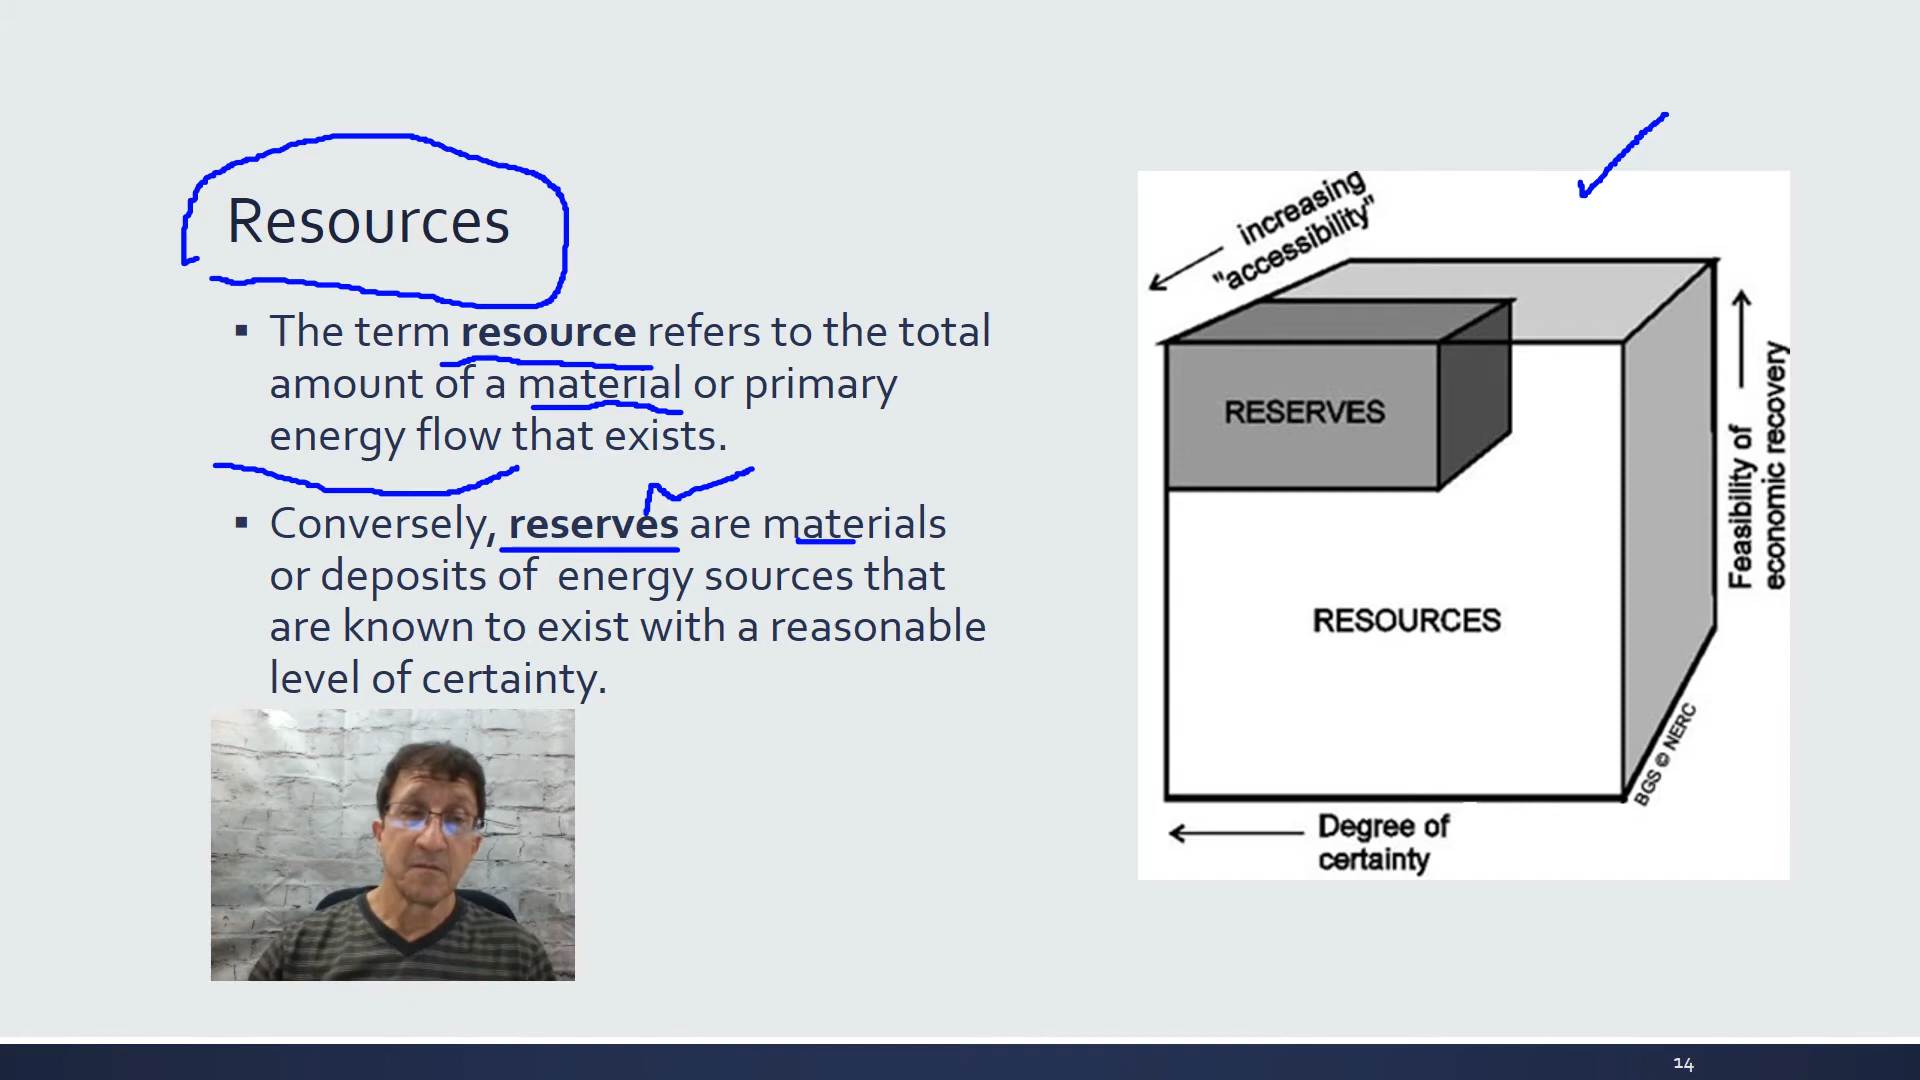 Resources
▪ The term resource refers to the total
amount of a material or primary
energy flow that exists.
▪ Conversely, reserves are materials
or deposits of energy sources that
are known to exist with a reasonable
level of certainty.
increasing
"accessibility"
RESERVES
RESOURCES
Feasibility of
economic recovery
BGS © NERC
Degree of
certainty
14